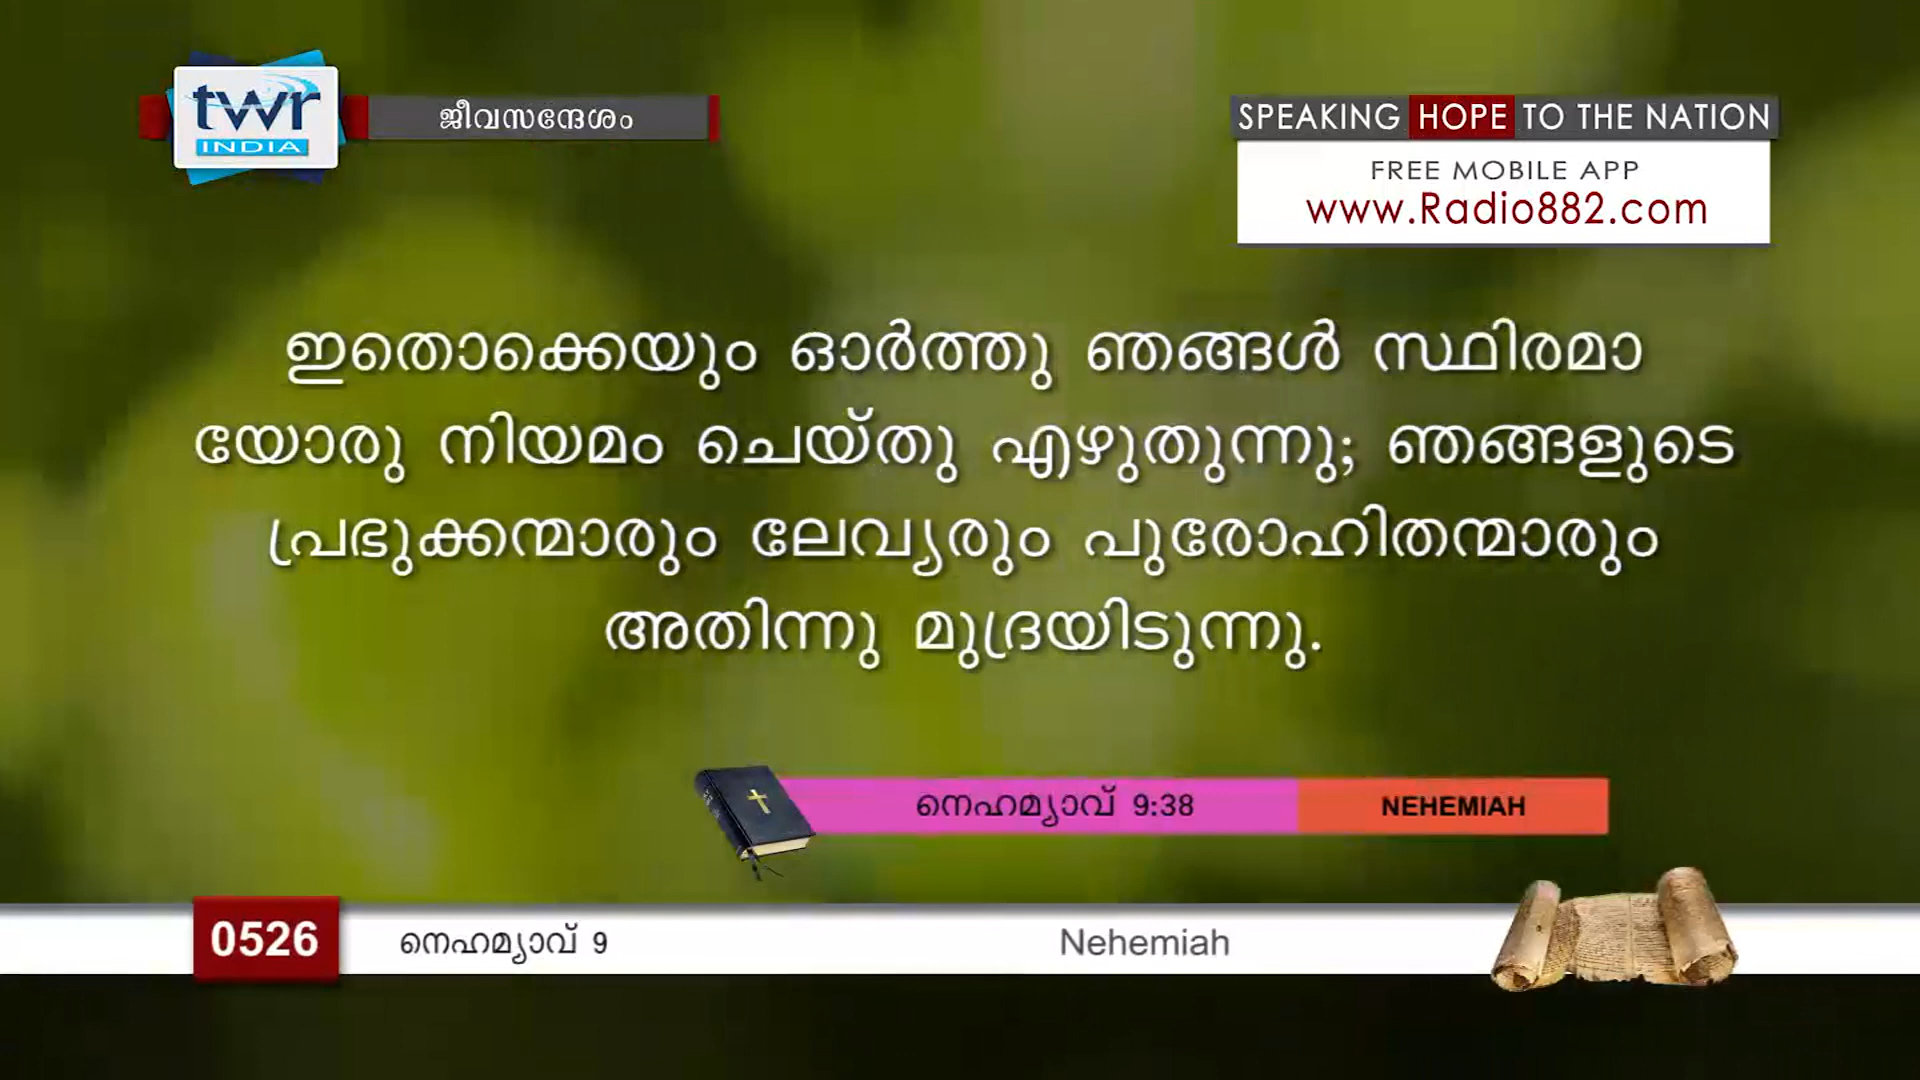 twr
INDIA
ജീവസന്ദേശം
SPEAKING HOPE TO THE NATION
FREE MOBILE APP
www.Radio882.com
ഇതൊക്കെയും ഓർത്തു ഞങ്ങൾ സ്ഥിരമാ
യോരു നിയമം ചെയ്തു എഴുതുന്നു; ഞങ്ങളുടെ
പ്രഭുക്കന്മാരും ലേവ്യരും പുരോഹിതന്മാരും
അതിന്നു മുദ്രയിടുന്നു.
നെഹമ്യാവ് 9:38
NEHEMIAH
0526
നെഹമ്യാവ് 9
Nehemiah